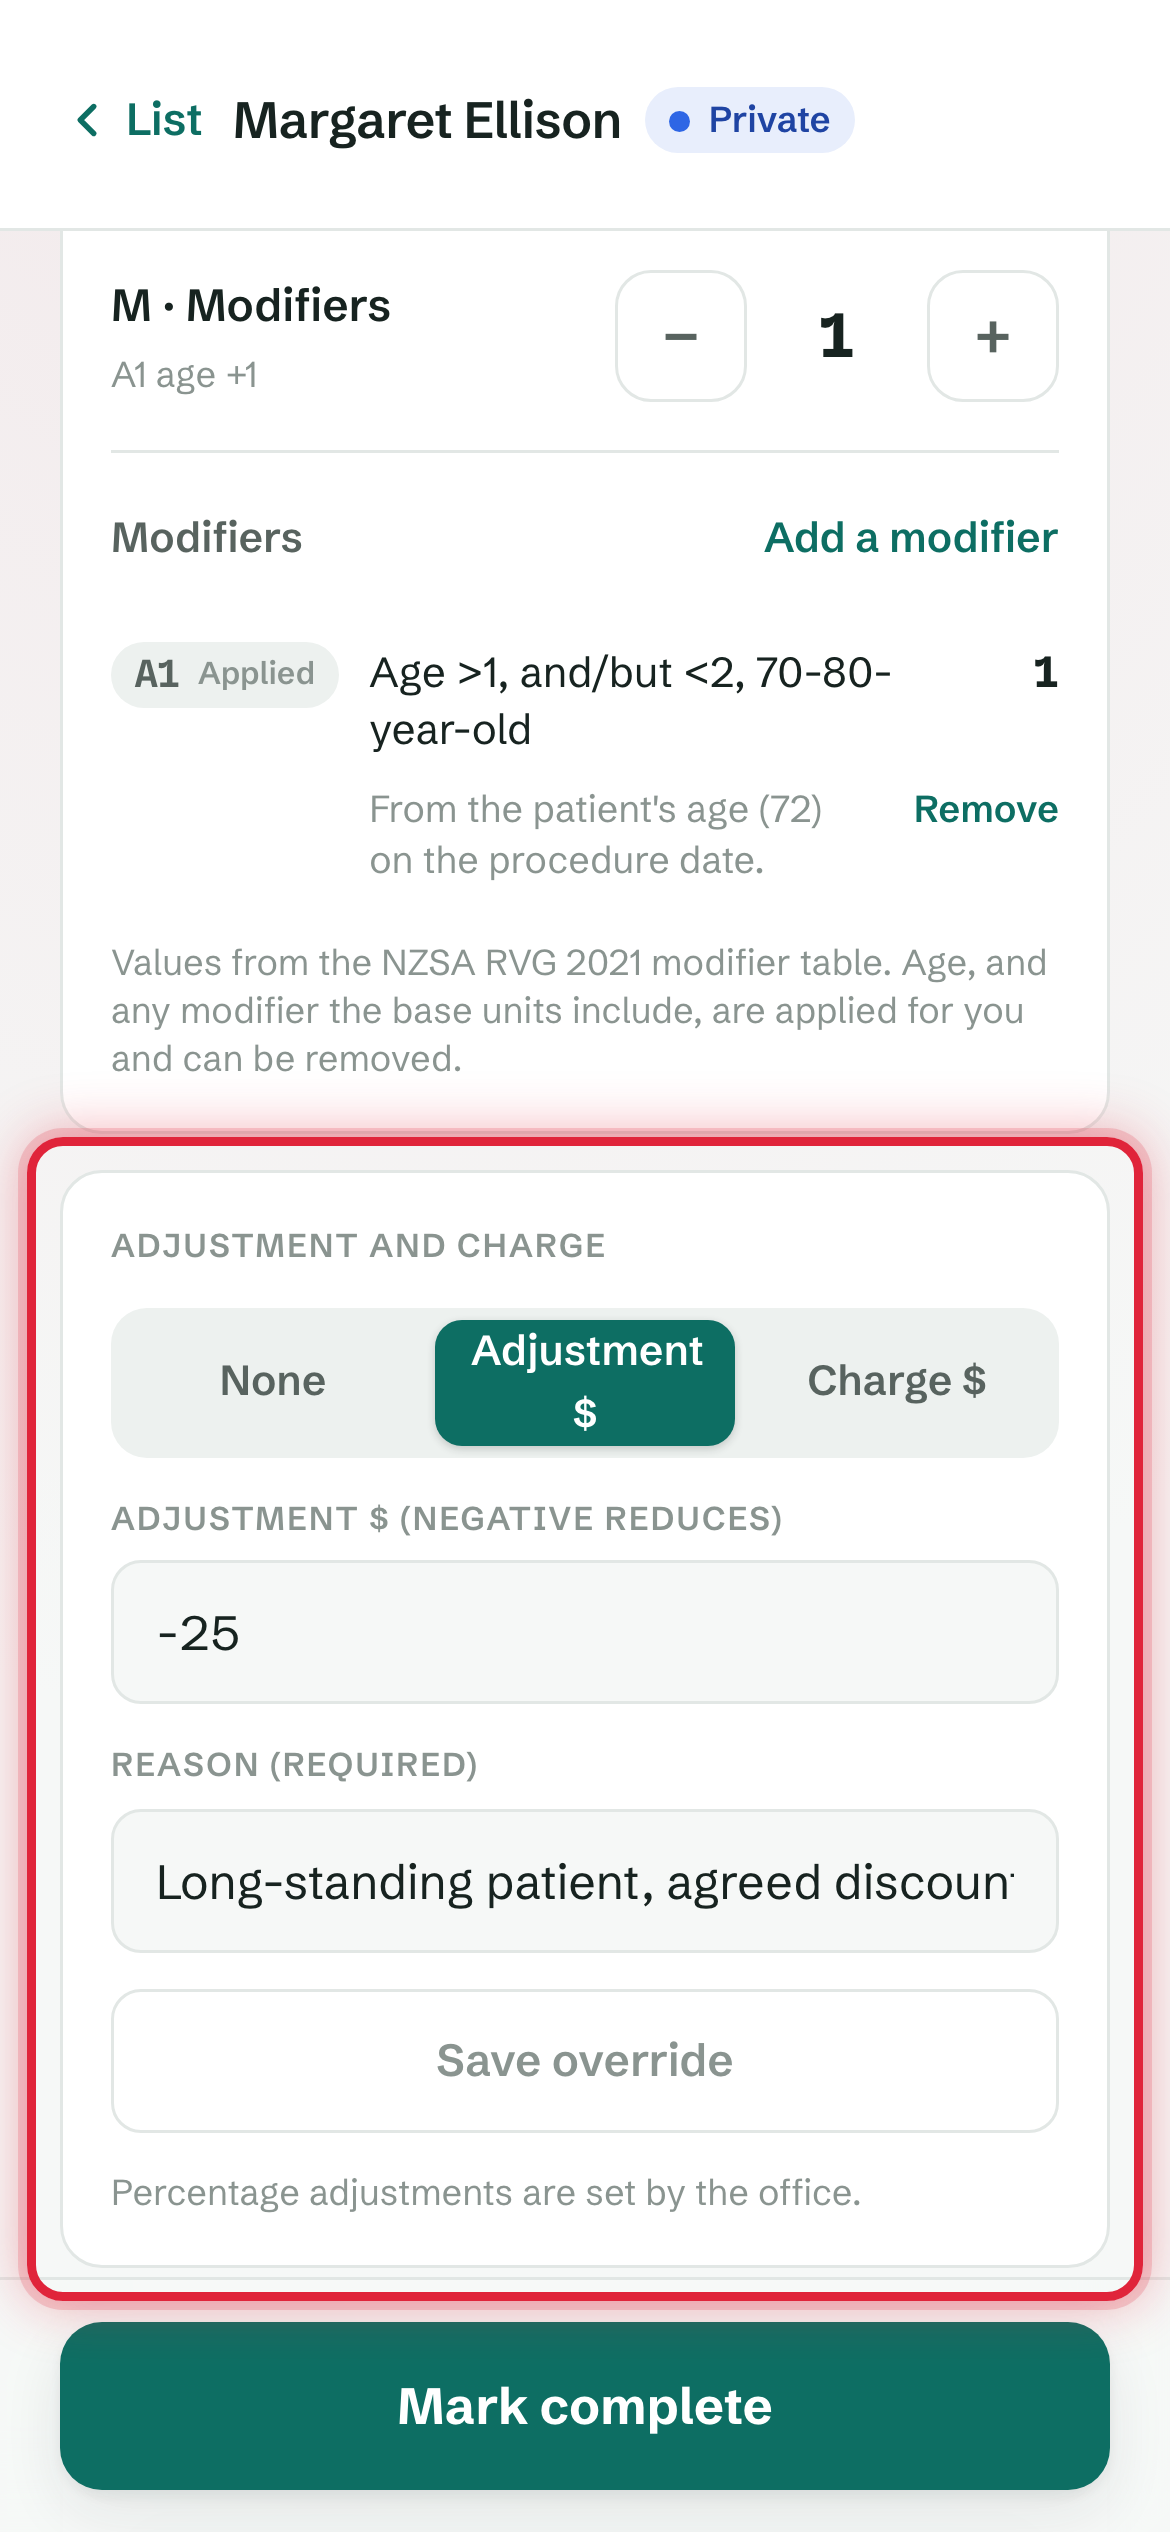 List Margaret Ellison Private
M · Modifiers
A1 age +1
− 1 +
Modifiers Add a modifier
A1 Applied Age >1, and/but <2, 70-80- 1
year-old
From the patient's age (72) Remove
on the procedure date.
Values from the NZSA RVG 2021 modifier table. Age, and
any modifier the base units include, are applied for you
and can be removed.
ADJUSTMENT AND CHARGE
None Adjustment $ Charge $
ADJUSTMENT $ (NEGATIVE REDUCES)
-25
REASON (REQUIRED)
Long-standing patient, agreed discount
Save override
Percentage adjustments are set by the office.
Mark complete